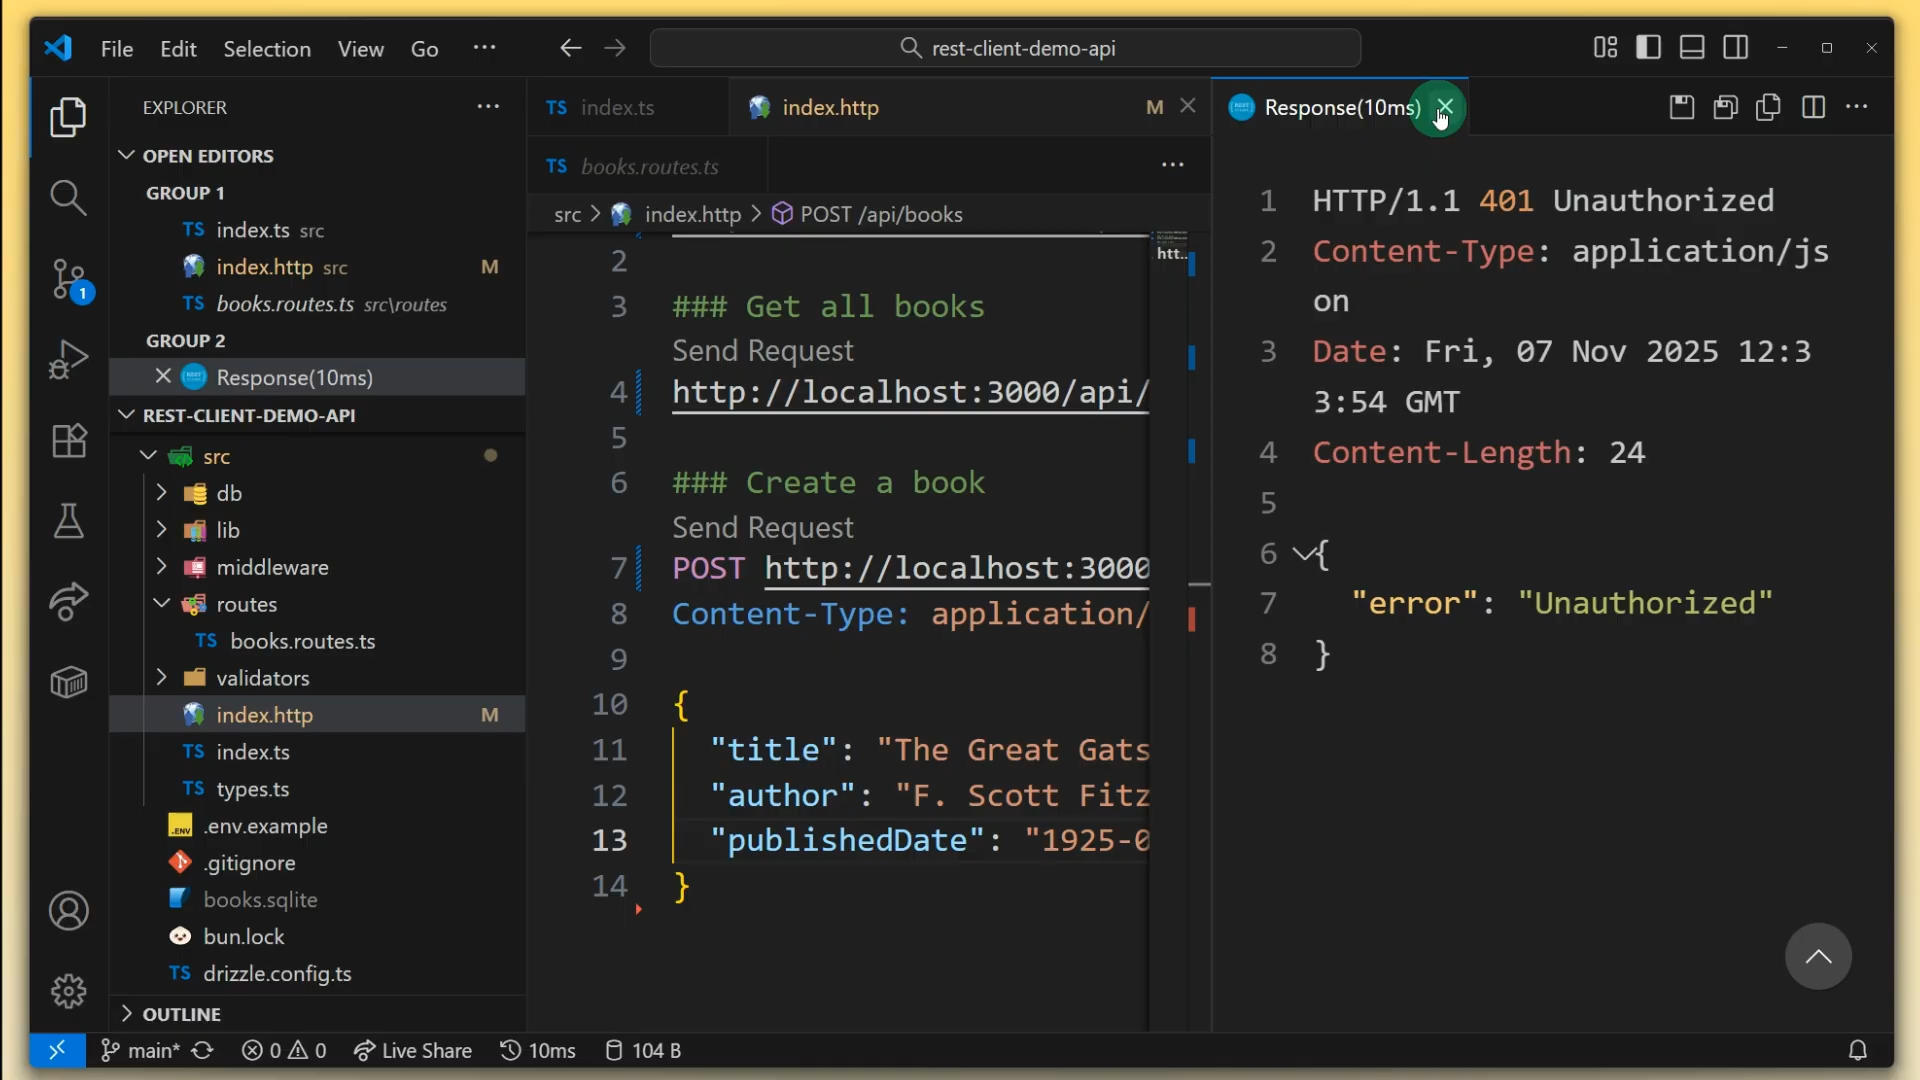 File Edit Selection View Go ··· rest-client-demo-api
EXPLORER ···
OPEN EDITORS
GROUP 1
TS index.ts src
index.http src M
TS books.routes.ts src\routes
GROUP 2
Response(10ms)
REST-CLIENT-DEMO-API
src
db
lib
middleware
routes
TS books.routes.ts
validators
index.http M
TS index.ts
TS types.ts
.ENV .env.example
.gitignore
books.sqlite
bun.lock
TS drizzle.config.ts
OUTLINE
TS index.ts
index.http M
TS books.routes.ts ···
src > index.http > POST /api/books
htt..
2
3 ### Get all books
Send Request
4 http://localhost:3000/api/
5
6 ### Create a book
Send Request
7 POST http://localhost:3000
8 Content-Type: application/
9
10 {
11 "title": "The Great Gats
12 "author": "F. Scott Fitz
13 "publishedDate": "1925-0
14 }
Response(10ms) ···
1 HTTP/1.1 401 Unauthorized
2 Content-Type: application/js
on
3 Date: Fri, 07 Nov 2025 12:3
3:54 GMT
4 Content-Length: 24
5
6 {
7 "error": "Unauthorized"
8 }
1
main* 0 0 Live Share 10ms 104 B